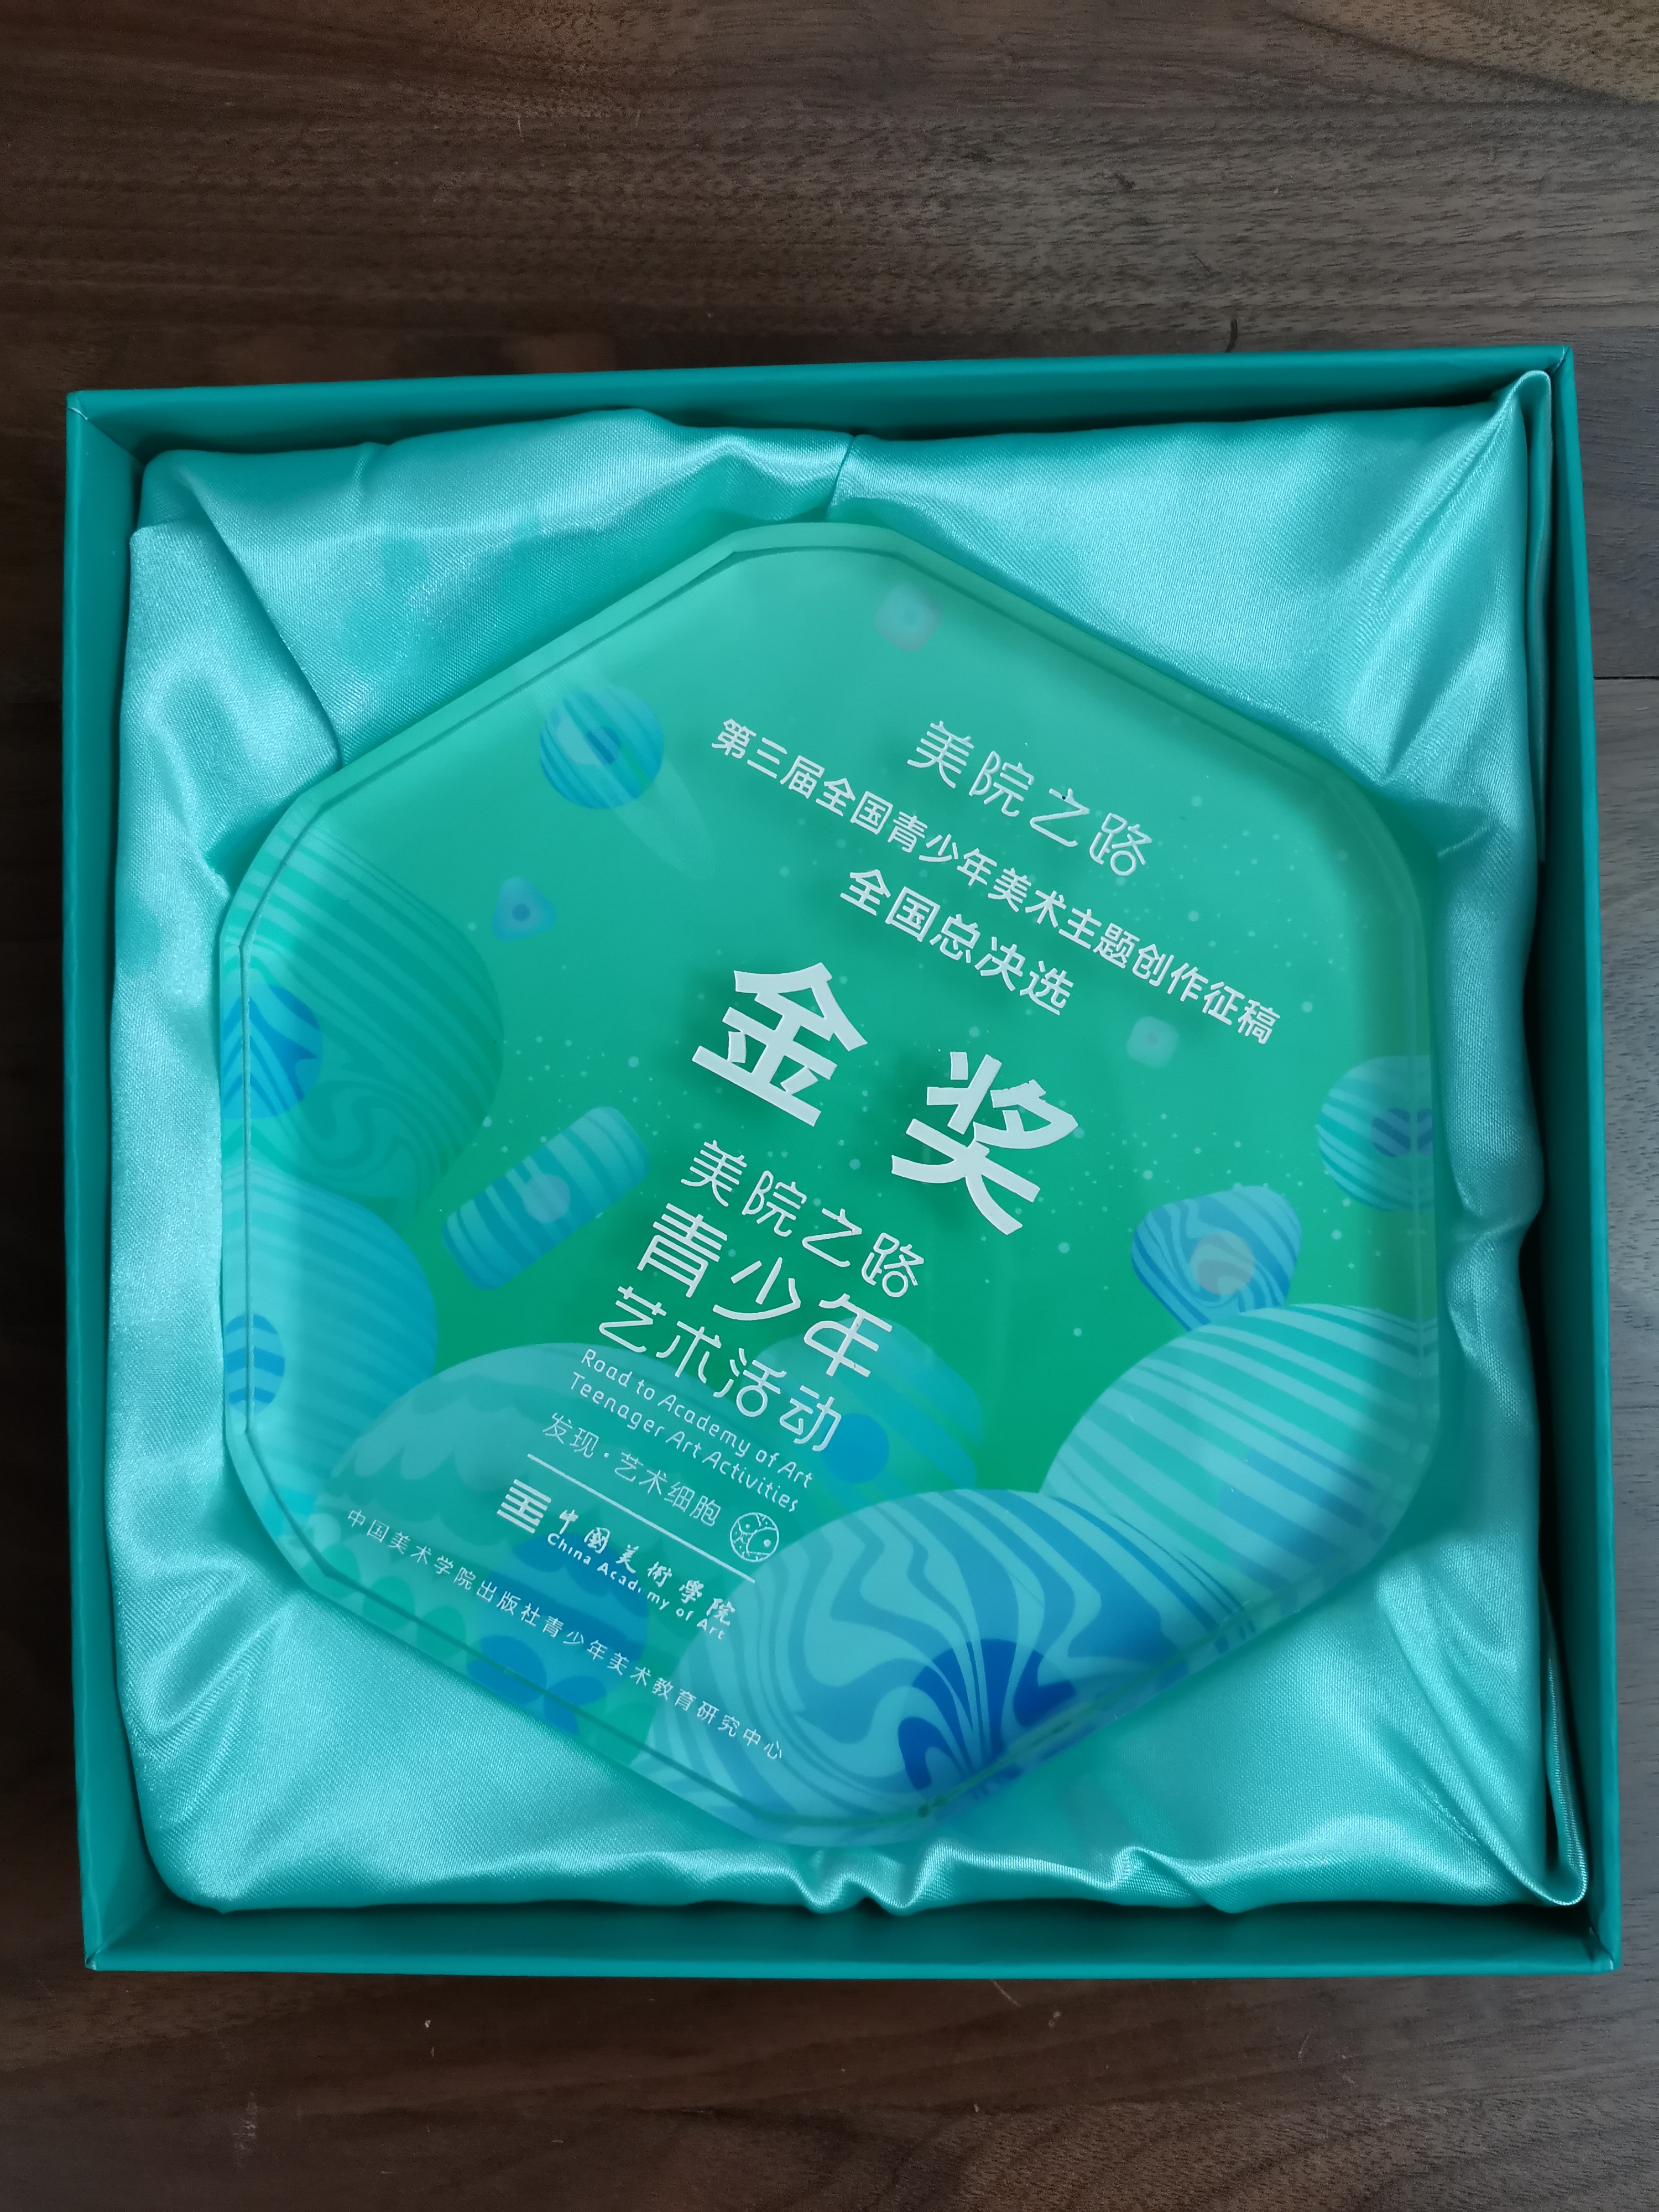 美院之路
第三届全国青少年美术主题创作征稿
全国总决选
金奖
美院之路
青少年
艺术活动
Road to Academy of Art
Teenager Art Activities
发现·艺术细胞
中國美術學院
China Academy of Art
中国美术学院出版社青少年美术教育研究中心